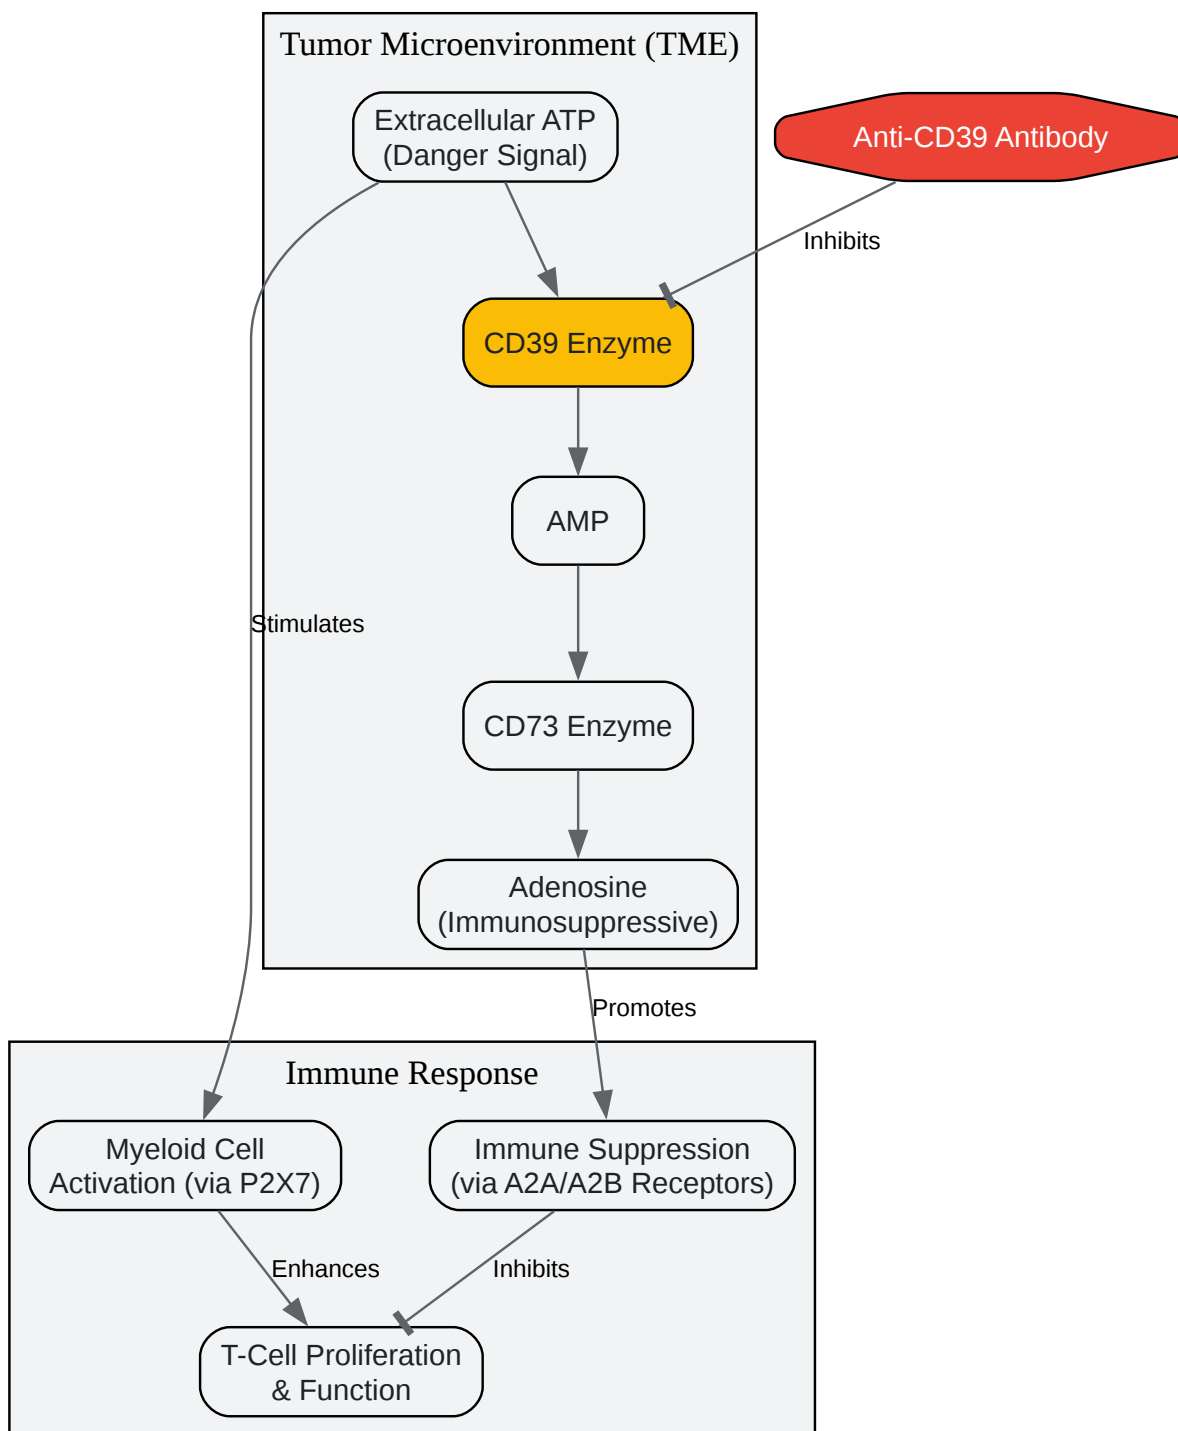 Tumor Microenvironment (TME)
Extracellular ATP
(Danger Signal)
Anti-CD39 Antibody
Inhibits
CD39 Enzyme
AMP
Stimulates
CD73 Enzyme
Adenosine
(Immunosuppressive)
Promotes
Immune Response
Myeloid Cell
Activation (via P2X7)
Immune Suppression
(via A2A/A2B Receptors)
Enhances
Inhibits
T-Cell Proliferation
& Function